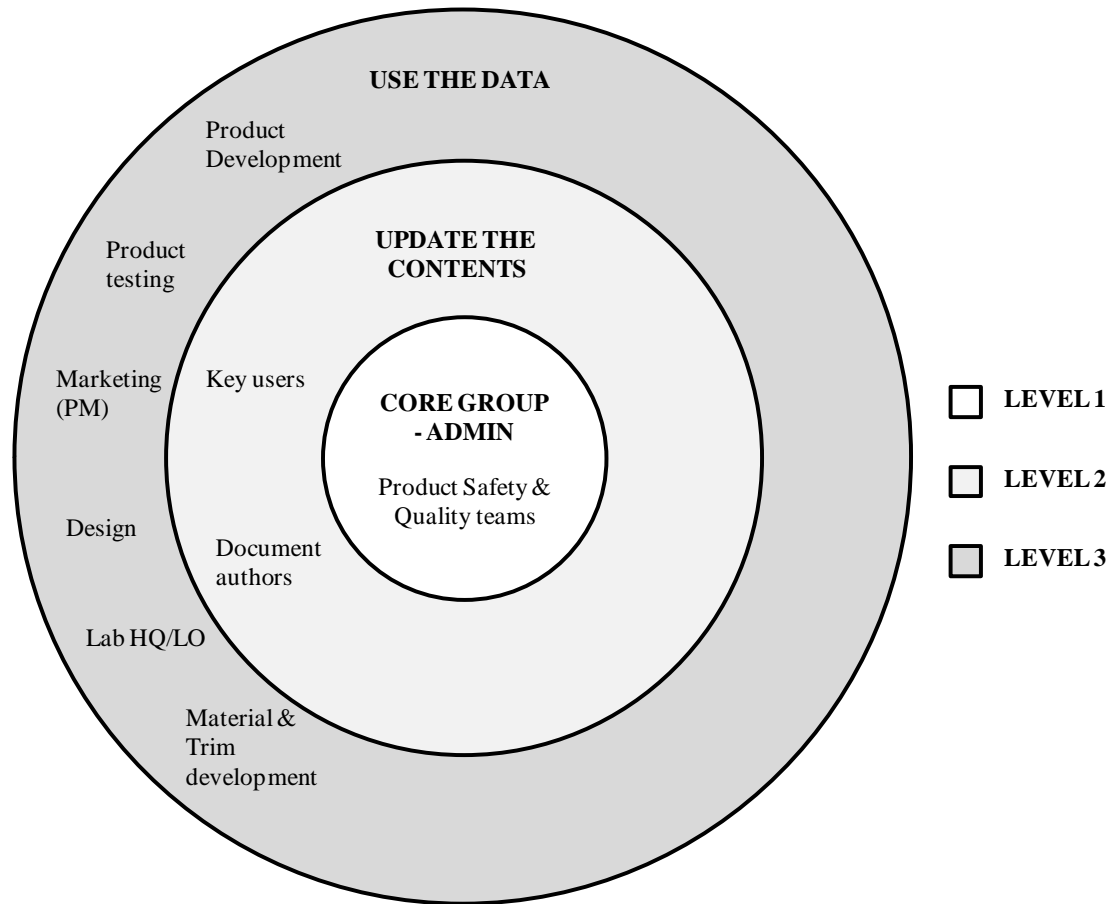 USE THE DATA
Product
Development
UPDATE THE
CONTENTS
Product
testing
Marketing
(PM)
Key users
CORE GROUP
- ADMIN
Product Safety &
Quality teams
Design
Document
authors
Lab HQ/LO
Material &
Trim
development
LEVEL 1
LEVEL 2
LEVEL 3